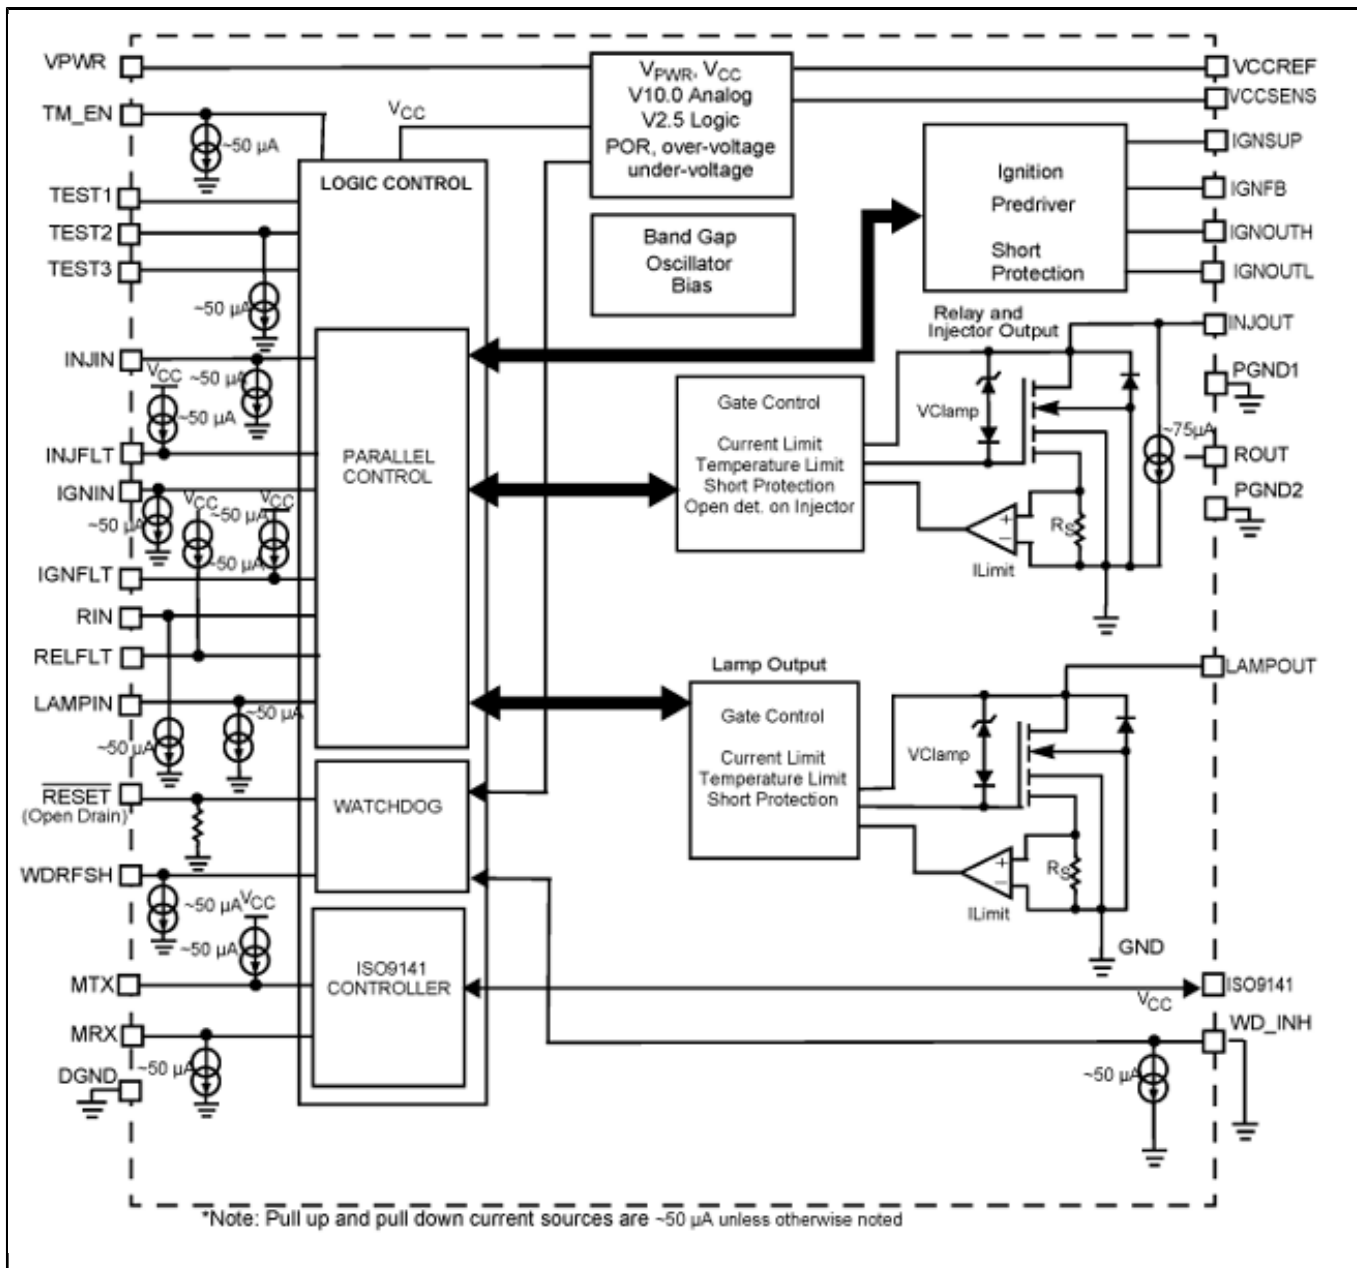 VPWR
TM_EN
~50 µA
TEST1
TEST2
TEST3
~50 µA
INJIN
VCC
~50 µA
~50 µA
INJFLT
IGNIN
VCC
~50 µA
VCC
~50 µA
~50 µA
IGNFLT
RIN
RELFLT
LAMPIN
~50 µA
~50 µA
RESET
(Open Drain)
WDRFSH
~50 µA
VCC
~50 µA
MTX
MRX
~50 µA
DGND
VCC
LOGIC CONTROL
PARALLEL
CONTROL
WATCHDOG
ISO9141
CONTROLLER
VPWR, VCC
V10.0 Analog
V2.5 Logic
POR, over-voltage
under-voltage
Band Gap
Oscillator
Bias
Ignition
Predriver
Short
Protection
Relay and
Injector Output
Gate Control
Current Limit
Temperature Limit
Short Protection
Open det. on Injector
VClamp
+
–
RS
ILimit
~75µA
Lamp Output
Gate Control
Current Limit
Temperature Limit
Short Protection
VClamp
+
–
RS
ILimit
GND
VCC
~50 µA
VCCREF
VCCSENS
IGNSUP
IGNFB
IGNOUTH
IGNOUTL
INJOUT
PGND1
ROUT
PGND2
LAMPOUT
ISO9141
WD_INH
*Note: Pull up and pull down current sources are ~50 µA unless otherwise noted